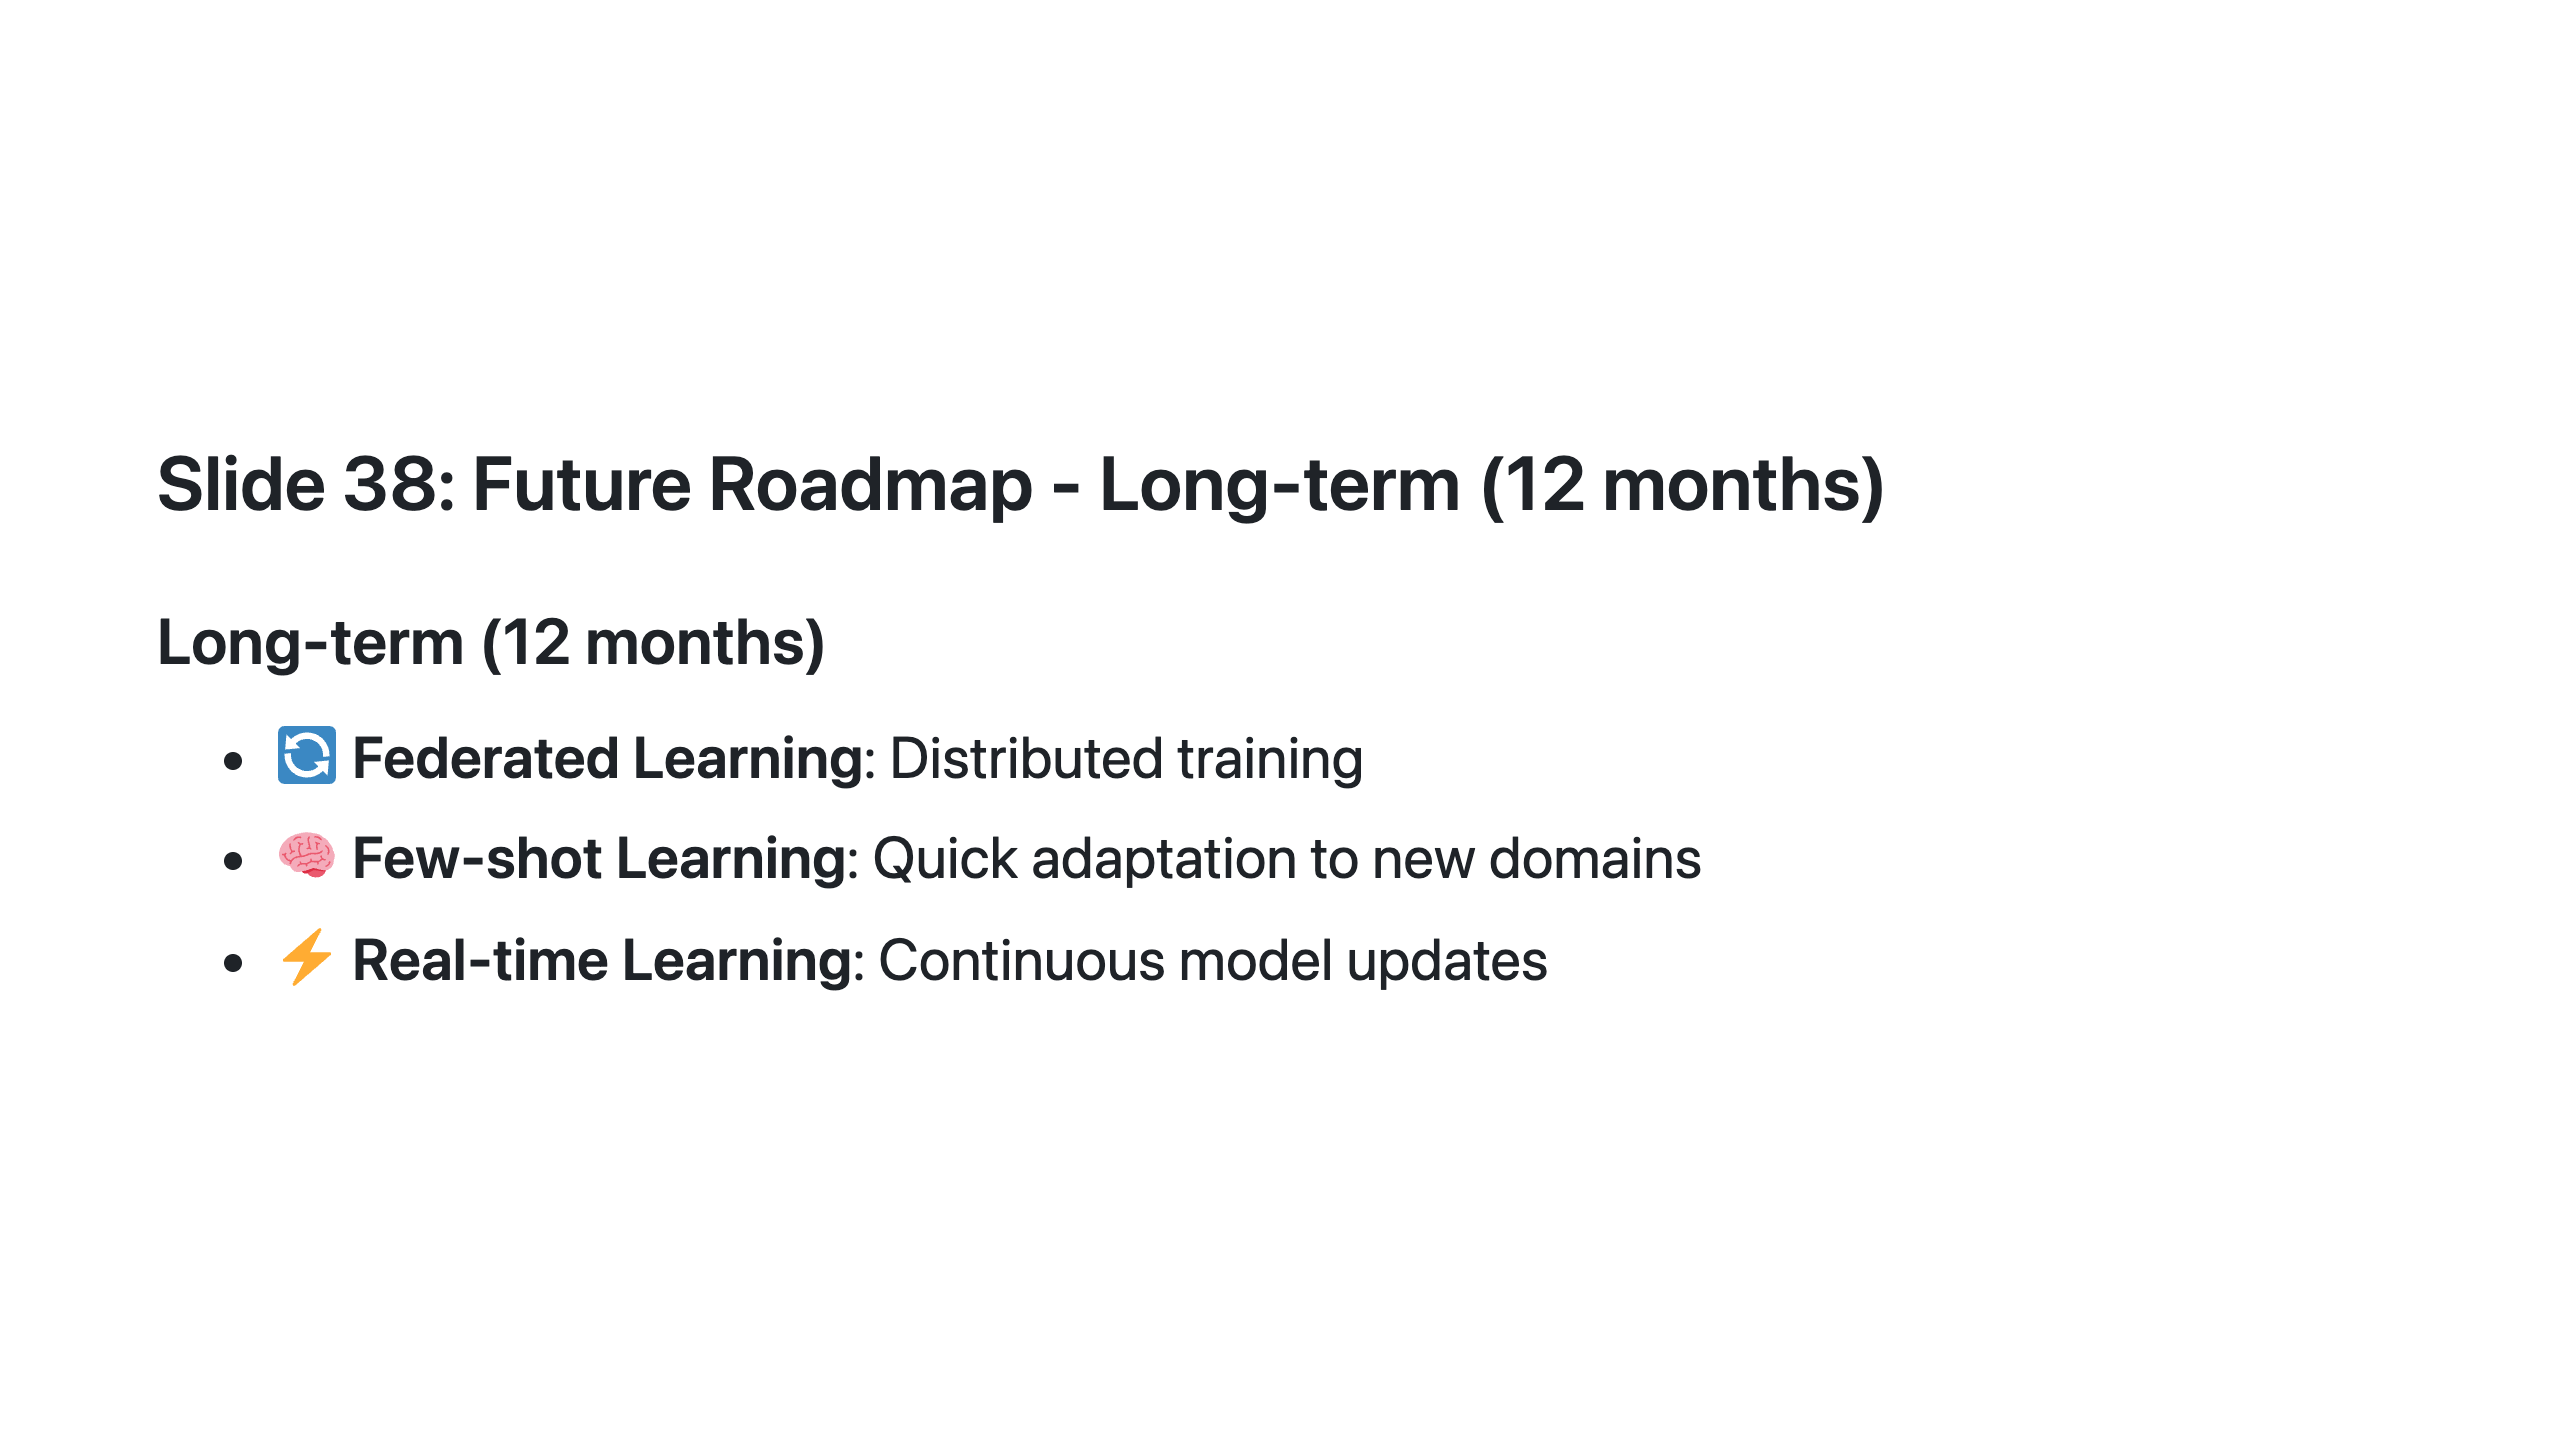 Slide 38: Future Roadmap - Long-term (12 months)
Long-term (12 months)
• 🔄 Federated Learning: Distributed training
• 🧠 Few-shot Learning: Quick adaptation to new domains
• ⚡ Real-time Learning: Continuous model updates